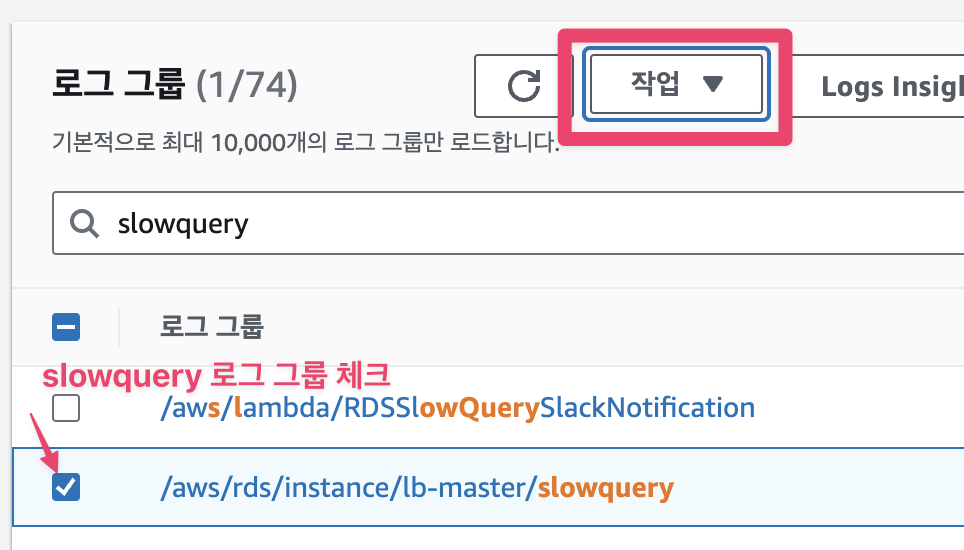 로그 그룹 (1/74)
작업 ▼
Logs Insigh
기본적으로 최대 10,000개의 로그 그룹만 로드합니다.
slowquery
로그 그룹
slowquery 로그 그룹 체크
/aws/lambda/RDSSlowQuerySlackNotification
/aws/rds/instance/lb-master/slowquery